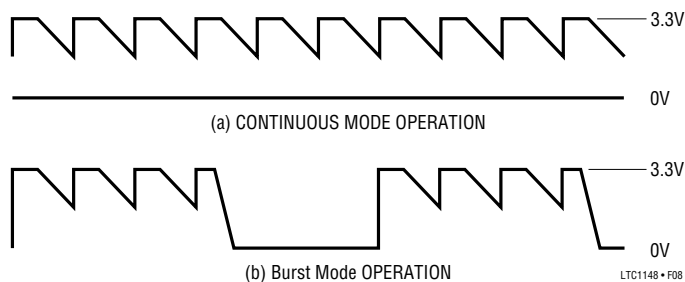 3.3V
0V
(a) CONTINUOUS MODE OPERATION
3.3V
0V
(b) Burst Mode OPERATION
LTC1148 • F08